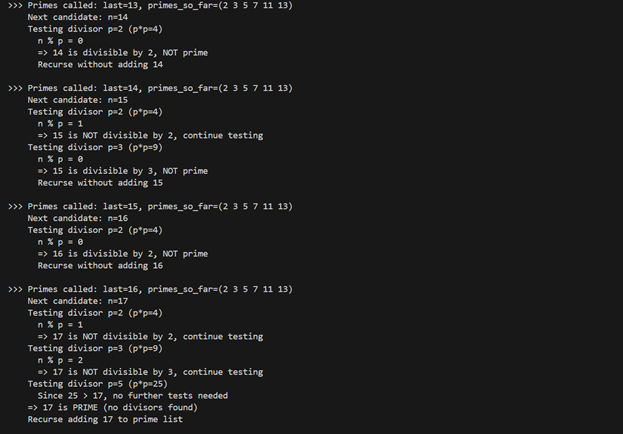 >>> Primes called: last=13, primes_so_far=(2 3 5 7 11 13)
Next candidate: n=14
Testing divisor p=2 (p*p=4)
n % p = 0
=> 14 is divisible by 2, NOT prime
Recurse without adding 14
>>> Primes called: last=14, primes_so_far=(2 3 5 7 11 13)
Next candidate: n=15
Testing divisor p=2 (p*p=4)
n % p = 1
=> 15 is NOT divisible by 2, continue testing
Testing divisor p=3 (p*p=9)
n % p = 0
=> 15 is divisible by 3, NOT prime
Recurse without adding 15
>>> Primes called: last=15, primes_so_far=(2 3 5 7 11 13)
Next candidate: n=16
Testing divisor p=2 (p*p=4)
n % p = 0
=> 16 is divisible by 2, NOT prime
Recurse without adding 16
>>> Primes called: last=16, primes_so_far=(2 3 5 7 11 13)
Next candidate: n=17
Testing divisor p=2 (p*p=4)
n % p = 1
=> 17 is NOT divisible by 2, continue testing
Testing divisor p=3 (p*p=9)
n % p = 2
=> 17 is NOT divisible by 3, continue testing
Testing divisor p=5 (p*p=25)
Since 25 > 17, no further tests needed
=> 17 is PRIME (no divisors found)
Recurse adding 17 to prime list